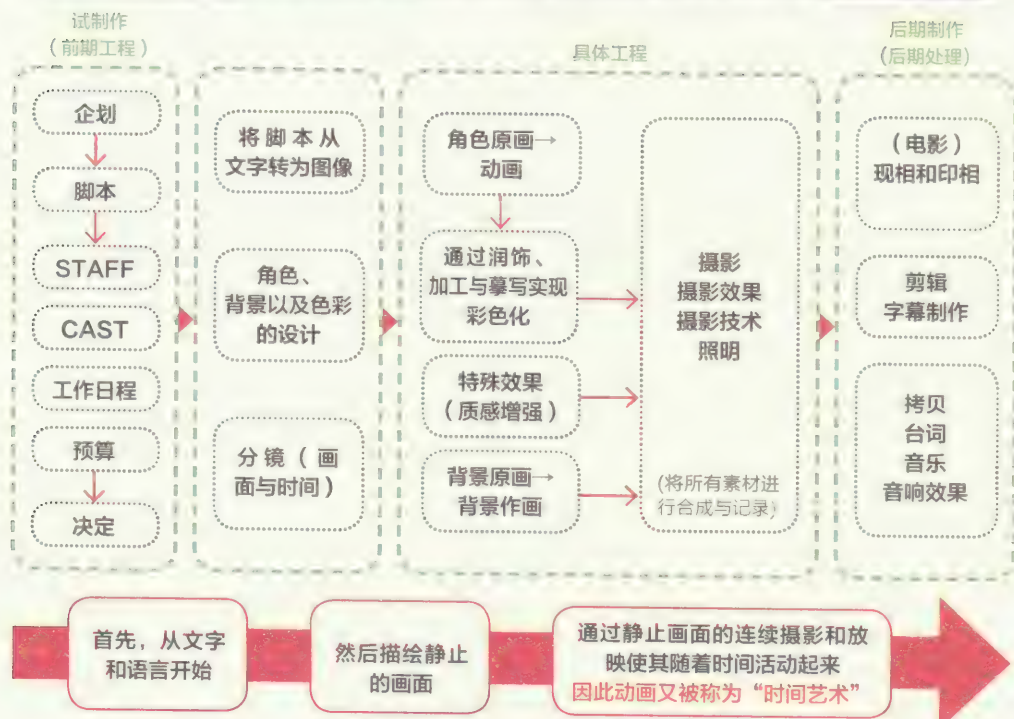 试制作
(前期工程)
企划
脚本
STAFF
CAST
工作日程
预算
决定
将脚本从
文字转为图像
角色、
背景以及色彩
的设计
分镜(画
面与时间)
具体工程
角色原画→
动画
通过润饰、
加工与摹写实现
彩色化
特殊效果
(质感增强)
背景原画→
背景作画
摄影
摄影效果
摄影技术
照明
(将所有素材进
行合成与记录)
后期制作
(后期处理)
(电影)
现相和印相
剪辑
字幕制作
拷贝
台词
音乐
音响效果
首先,从文字
和语言开始
然后描绘静止
的画面
通过静止画面的连续摄影和放
映使其随着时间活动起来
因此动画又被称为“时间艺术”